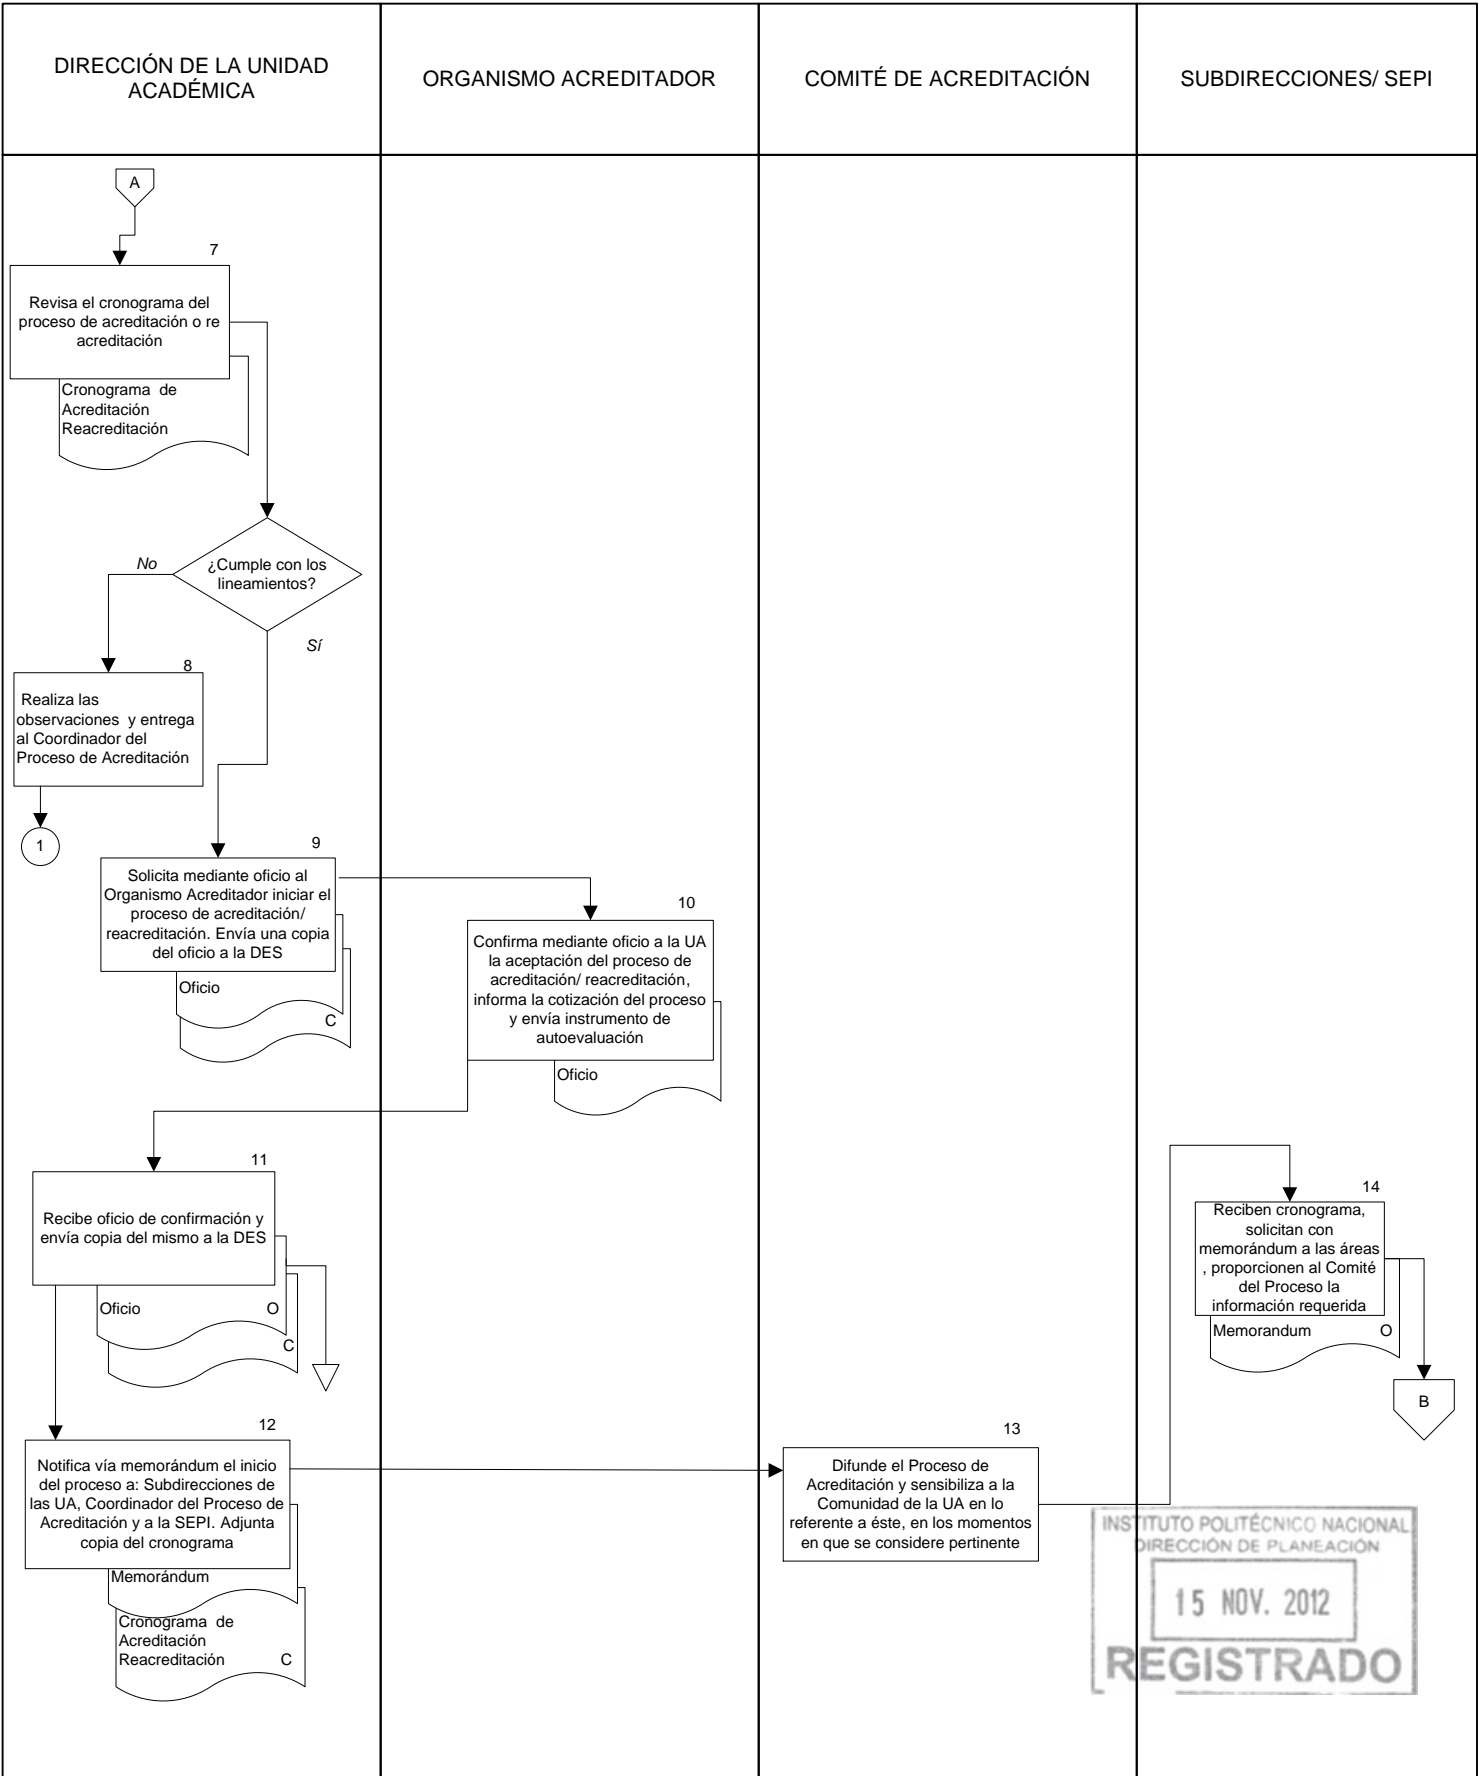 DIRECCIÓN DE LA UNIDAD
ACADÉMICA
ORGANISMO ACREDITADOR
COMITÉ DE ACREDITACIÓN
SUBDIRECCIONES/ SEPI
A
7
Revisa el cronograma del
proceso de acreditación o re
acreditación
Cronograma de
Acreditación
Reacreditación
¿Cumple con los
lineamientos?
No
Sí
8
Realiza las
observaciones y entrega
al Coordinador del
Proceso de Acreditación
1
9
Solicita mediante oficio al
Organismo Acreditador iniciar el
proceso de acreditación/
reacreditación. Envía una copia
del oficio a la DES
Oficio
C
10
Confirma mediante oficio a la UA
la aceptación del proceso de
acreditación/ reacreditación,
informa la cotización del proceso
y envía instrumento de
autoevaluación
Oficio
11
Recibe oficio de confirmación y
envía copia del mismo a la DES
Oficio O
C
12
Notifica vía memorándum el inicio
del proceso a: Subdirecciones de
las UA, Coordinador del Proceso de
Acreditación y a la SEPI. Adjunta
copia del cronograma
Memorándum
Cronograma de
Acreditación
Reacreditación C
13
Difunde el Proceso de
Acreditación y sensibiliza a la
Comunidad de la UA en lo
referente a éste, en los momentos
en que se considere pertinente
14
Reciben cronograma,
solicitan con
memorándum a las áreas
, proporcionen al Comité
del Proceso la
información requerida
Memorandum O
B
INSTITUTO POLITÉCNICO NACIONAL
DIRECCIÓN DE PLANEACIÓN
15 NOV. 2012
REGISTRADO